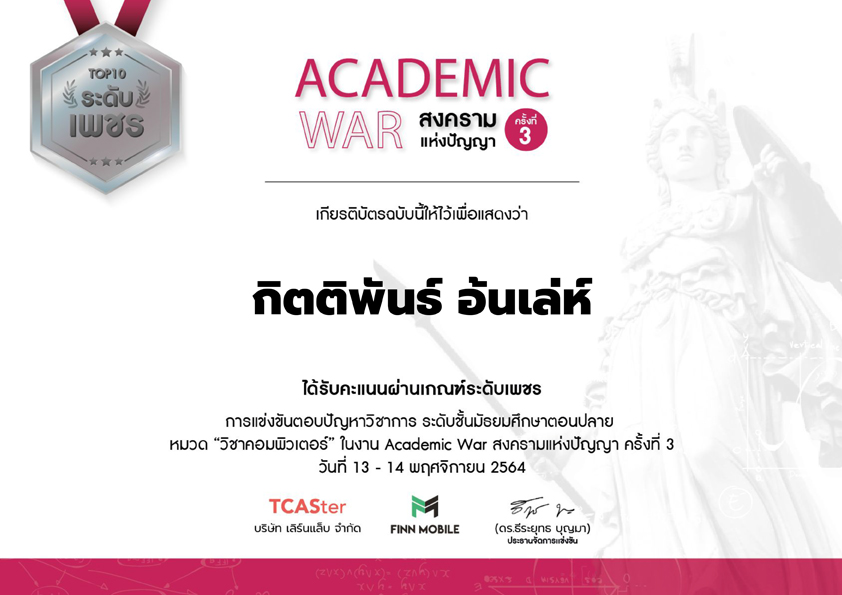 TOP10
ระดับ
เพชร
ACADEMIC
WAR สงคราม
แห่งปัญญา
ครั้งที่
3
เกียรติบัตรฉบับนี้ให้ไว้เพื่อแสดงว่า
กิตติพันธ์ อ้นเล่ห์
ได้รับคะแนนผ่านเกณฑ์ระดับเพชร
การแข่งขันตอบปัญหาวิชาการ ระดับชั้นมัธยมศึกษาตอนปลาย
หมวด “วิชาคอมพิวเตอร์” ในงาน Academic War สงครามแห่งปัญญา ครั้งที่ 3
วันที่ 13 - 14 พฤศจิกายน 2564
TCASter
บริษัท เลิร์นแล็บ จำกัด
FINN MOBILE
(ดร.ธีระยุทธ บุญมา)
ประธานจัดการแข่งขัน